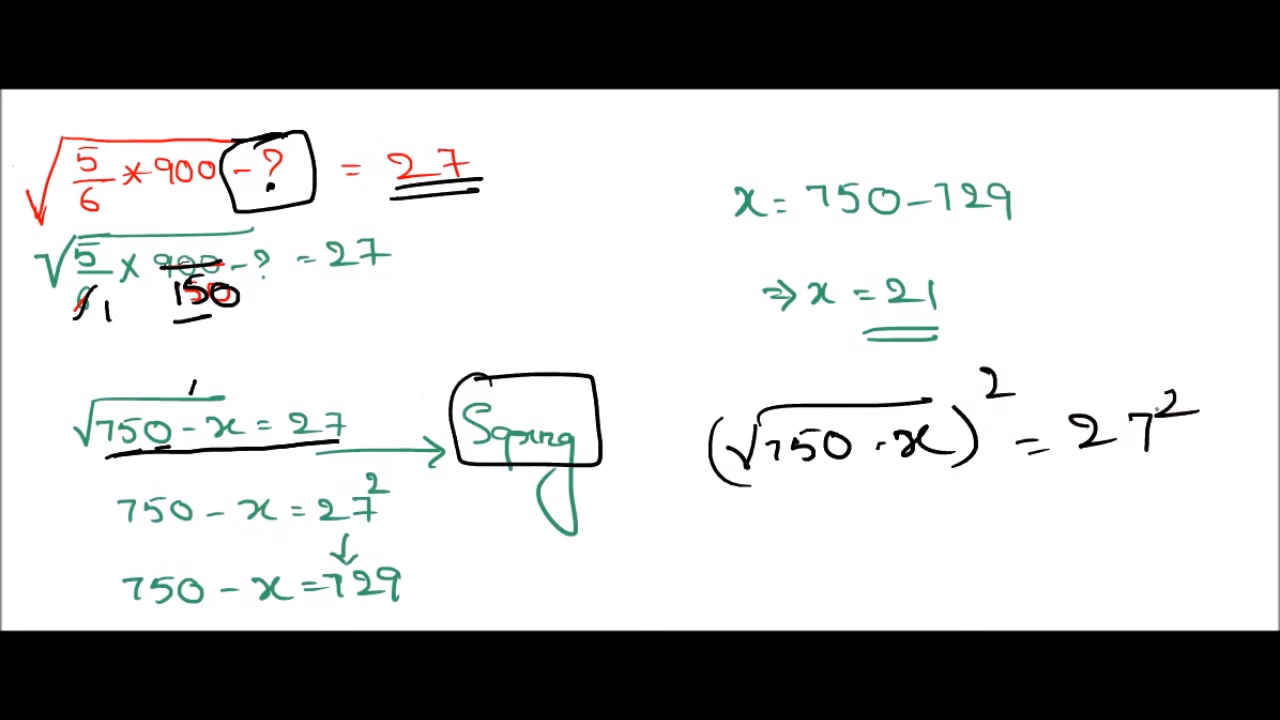 √(5/6 * 900 - ?) = 27
√(5/6 × 900 - ?) = 27
1 150
√(750 - x) = 27
Sqring
750 - x = 27²
750 - x = 729
x = 750 - 729
⇒ x = 21
(√(750 - x))² = 27²